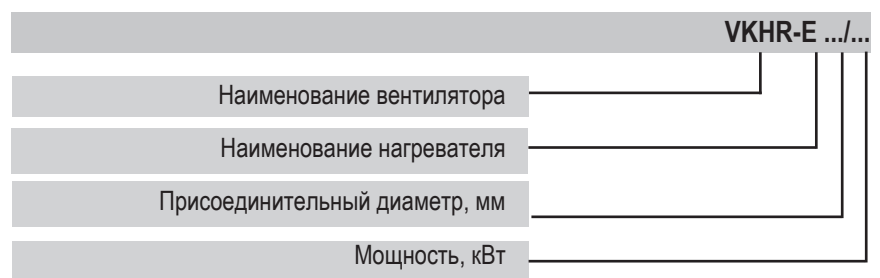 VKHR-E .../...
Наименование вентилятора
Наименование нагревателя
Присоединительный диаметр, мм
Мощность, кВт